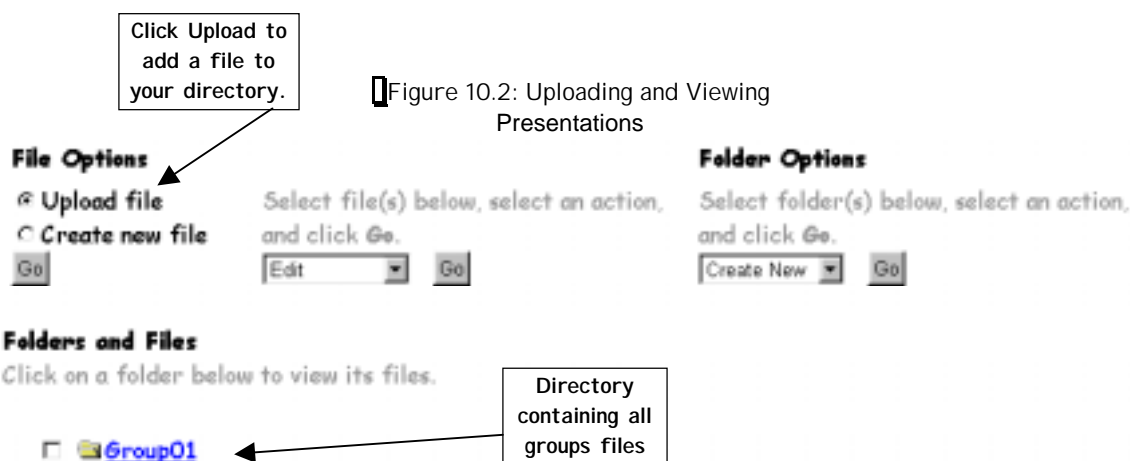 Click Upload to
add a file to
your directory.
Figure 10.2: Uploading and Viewing
Presentations
File Options
Upload file
Create new file
Go
Select file(s) below, select an action,
and click Go.
Edit
Go
Folder Options
Select folder(s) below, select an action,
and click Go.
Create New
Go
Folders and Files
Click on a folder below to view its files.
Directory
containing all
groups files
Group01